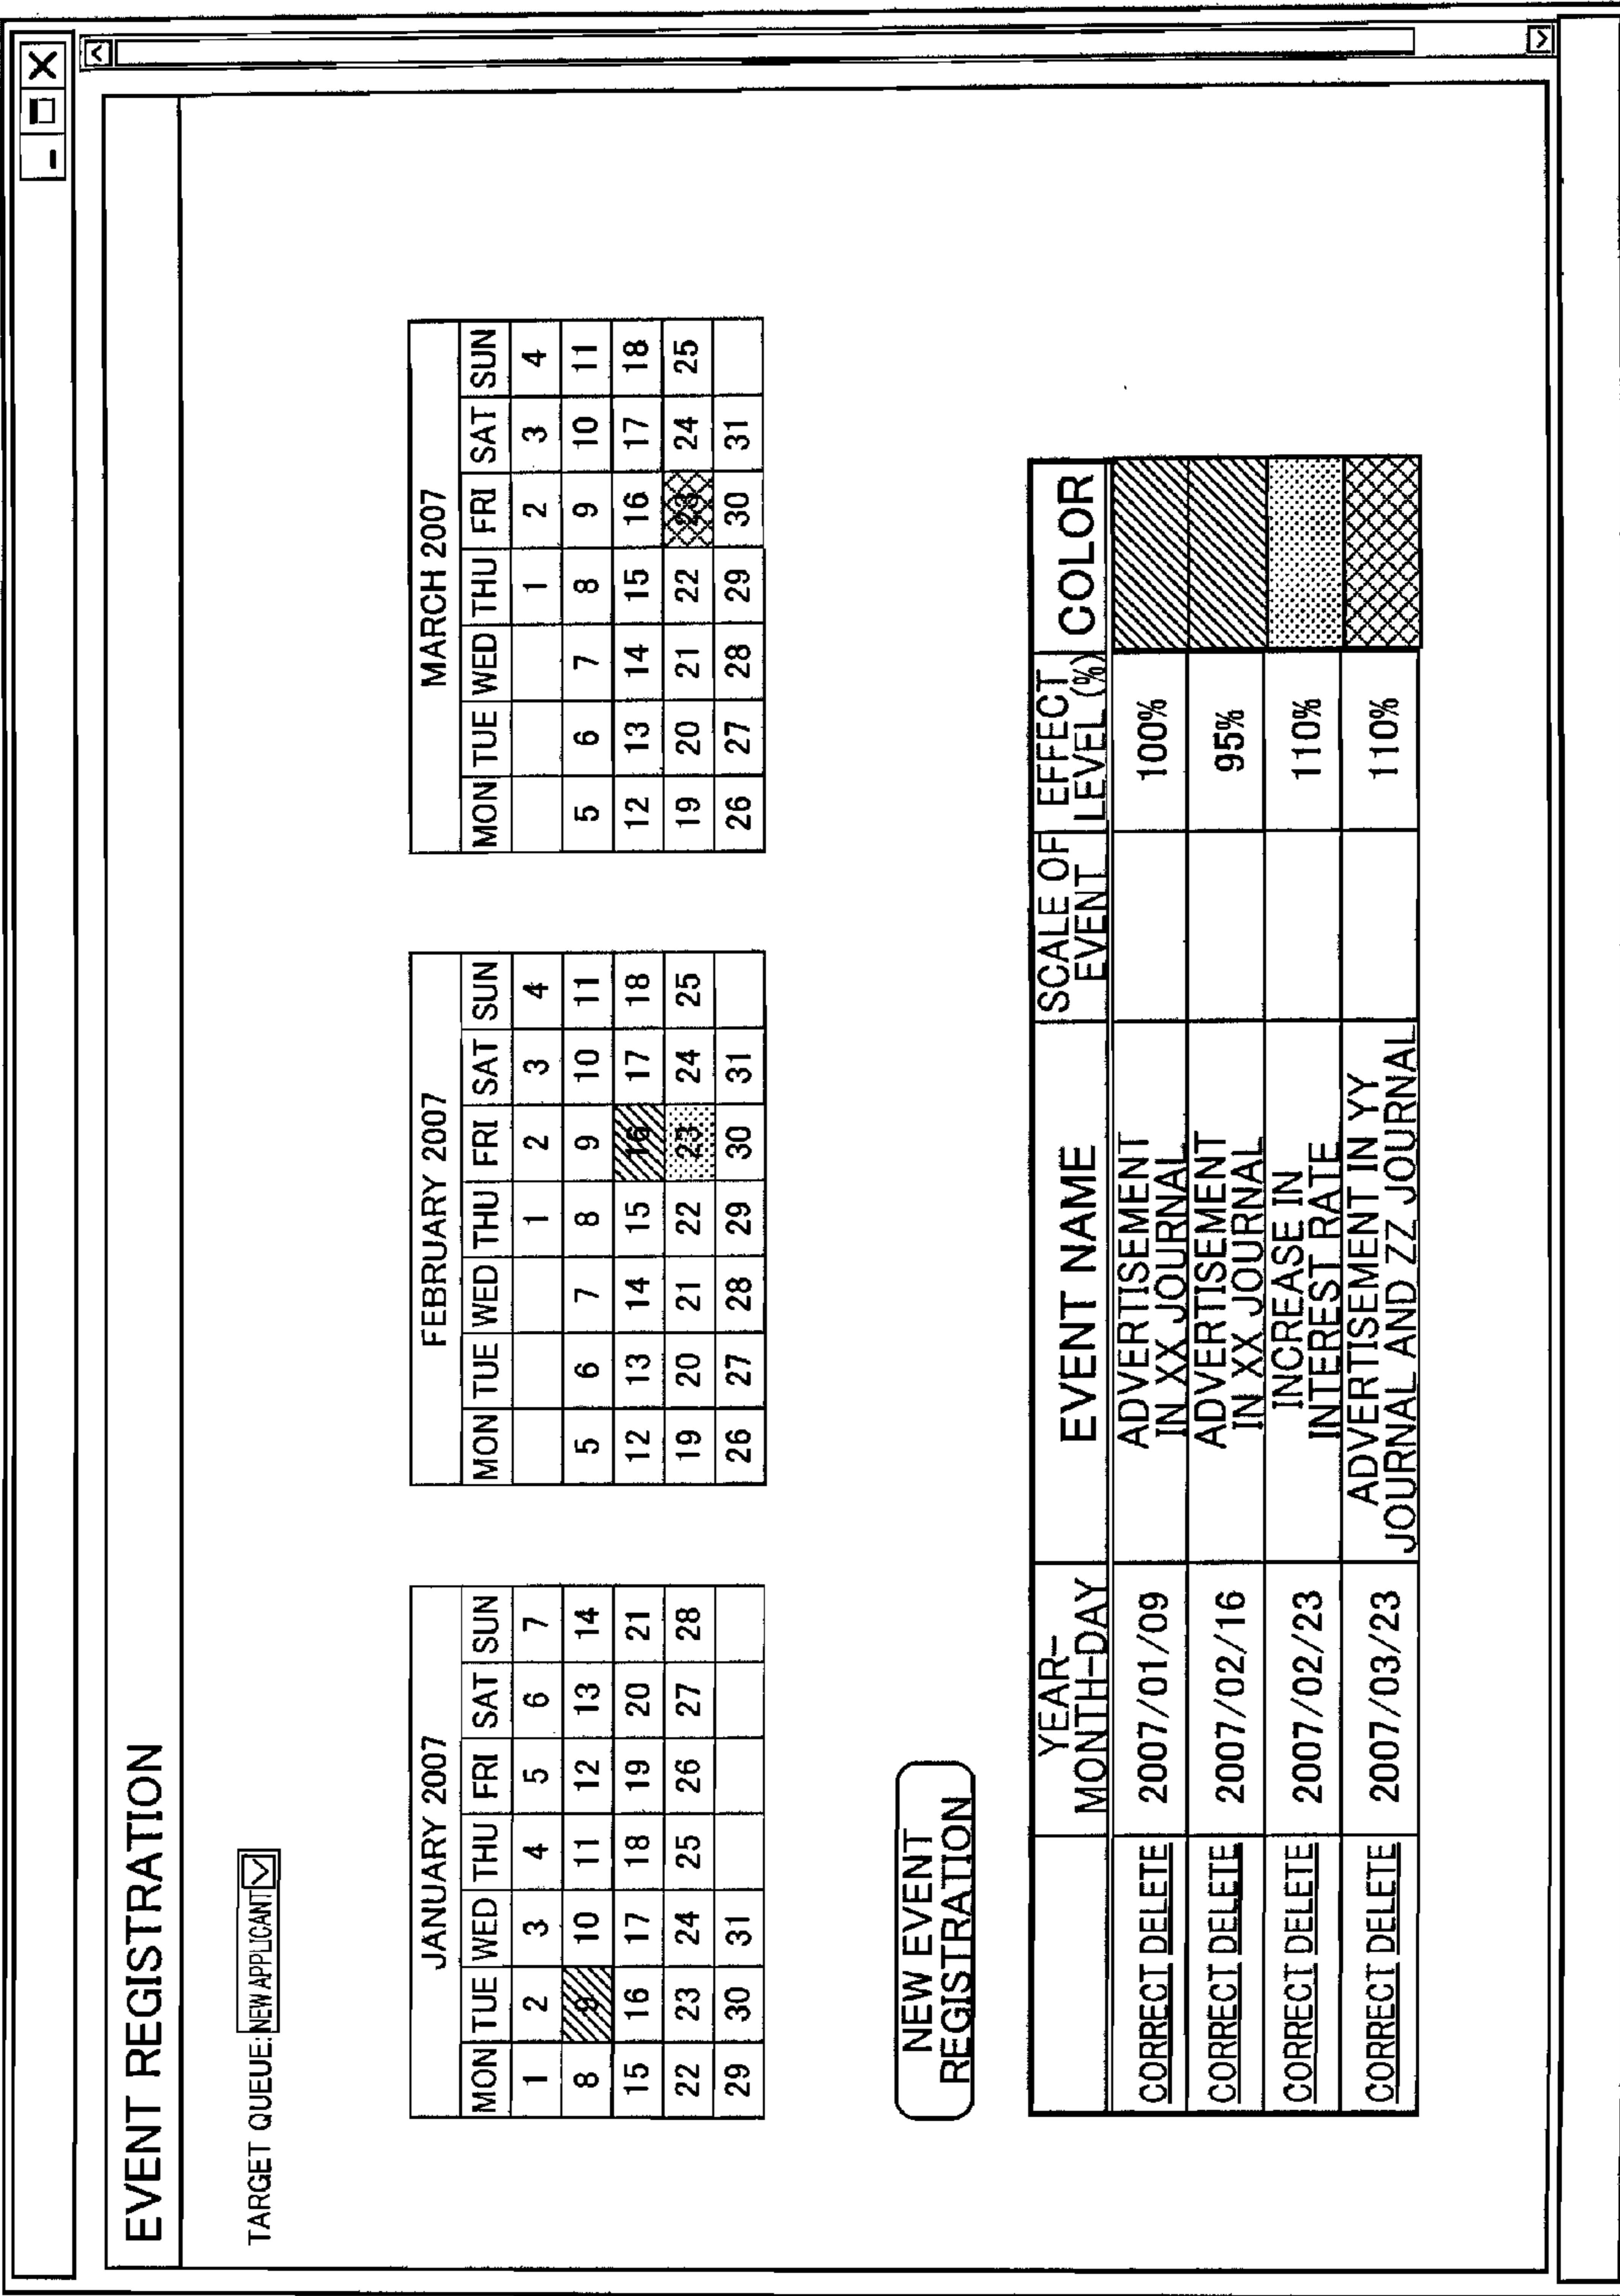 EVENT REGISTRATION
TARGET QUEUE: NEW APPLICANT
JANUARY 2007
MON TUE WED THU FRI SAT SUN
1 2 3 4 5 6 7
8 9 10 11 12 13 14
15 16 17 18 19 20 21
22 23 24 25 26 27 28
29 30 31
FEBRUARY 2007
MON TUE WED THU FRI SAT SUN
1 2 3 4
5 6 7 8 9 10 11
12 13 14 15 16 17 18
19 20 21 22 23 24 25
26 27 28 29 30 31
MARCH 2007
MON TUE WED THU FRI SAT SUN
1 2 3 4
5 6 7 8 9 10 11
12 13 14 15 16 17 18
19 20 21 22 23 24 25
26 27 28 29 30 31
NEW EVENT
REGISTRATION
YEAR-
MONTH-DAY
EVENT NAME
SCALE OF
EVENT
EFFECT
LEVEL (%)
COLOR
CORRECT DELETE
2007/01/09
ADVERTISEMENT
IN XX JOURNAL
100%
CORRECT DELETE
2007/02/16
ADVERTISEMENT
IN XX JOURNAL
95%
CORRECT DELETE
2007/02/23
INCREASE IN
INTEREST RATE
110%
CORRECT DELETE
2007/03/23
ADVERTISEMENT IN YY
JOURNAL AND ZZ JOURNAL
110%